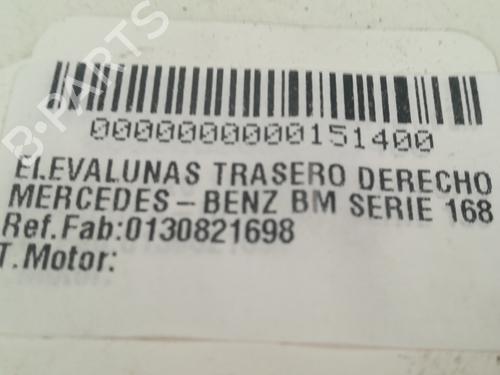 0000000000151400
ELEVALUNAS TRASERO DERECHO
MERCEDES-BENZ BM SERIE 168
Ref.Fab:0130821698
T.Motor:
B-PARTS